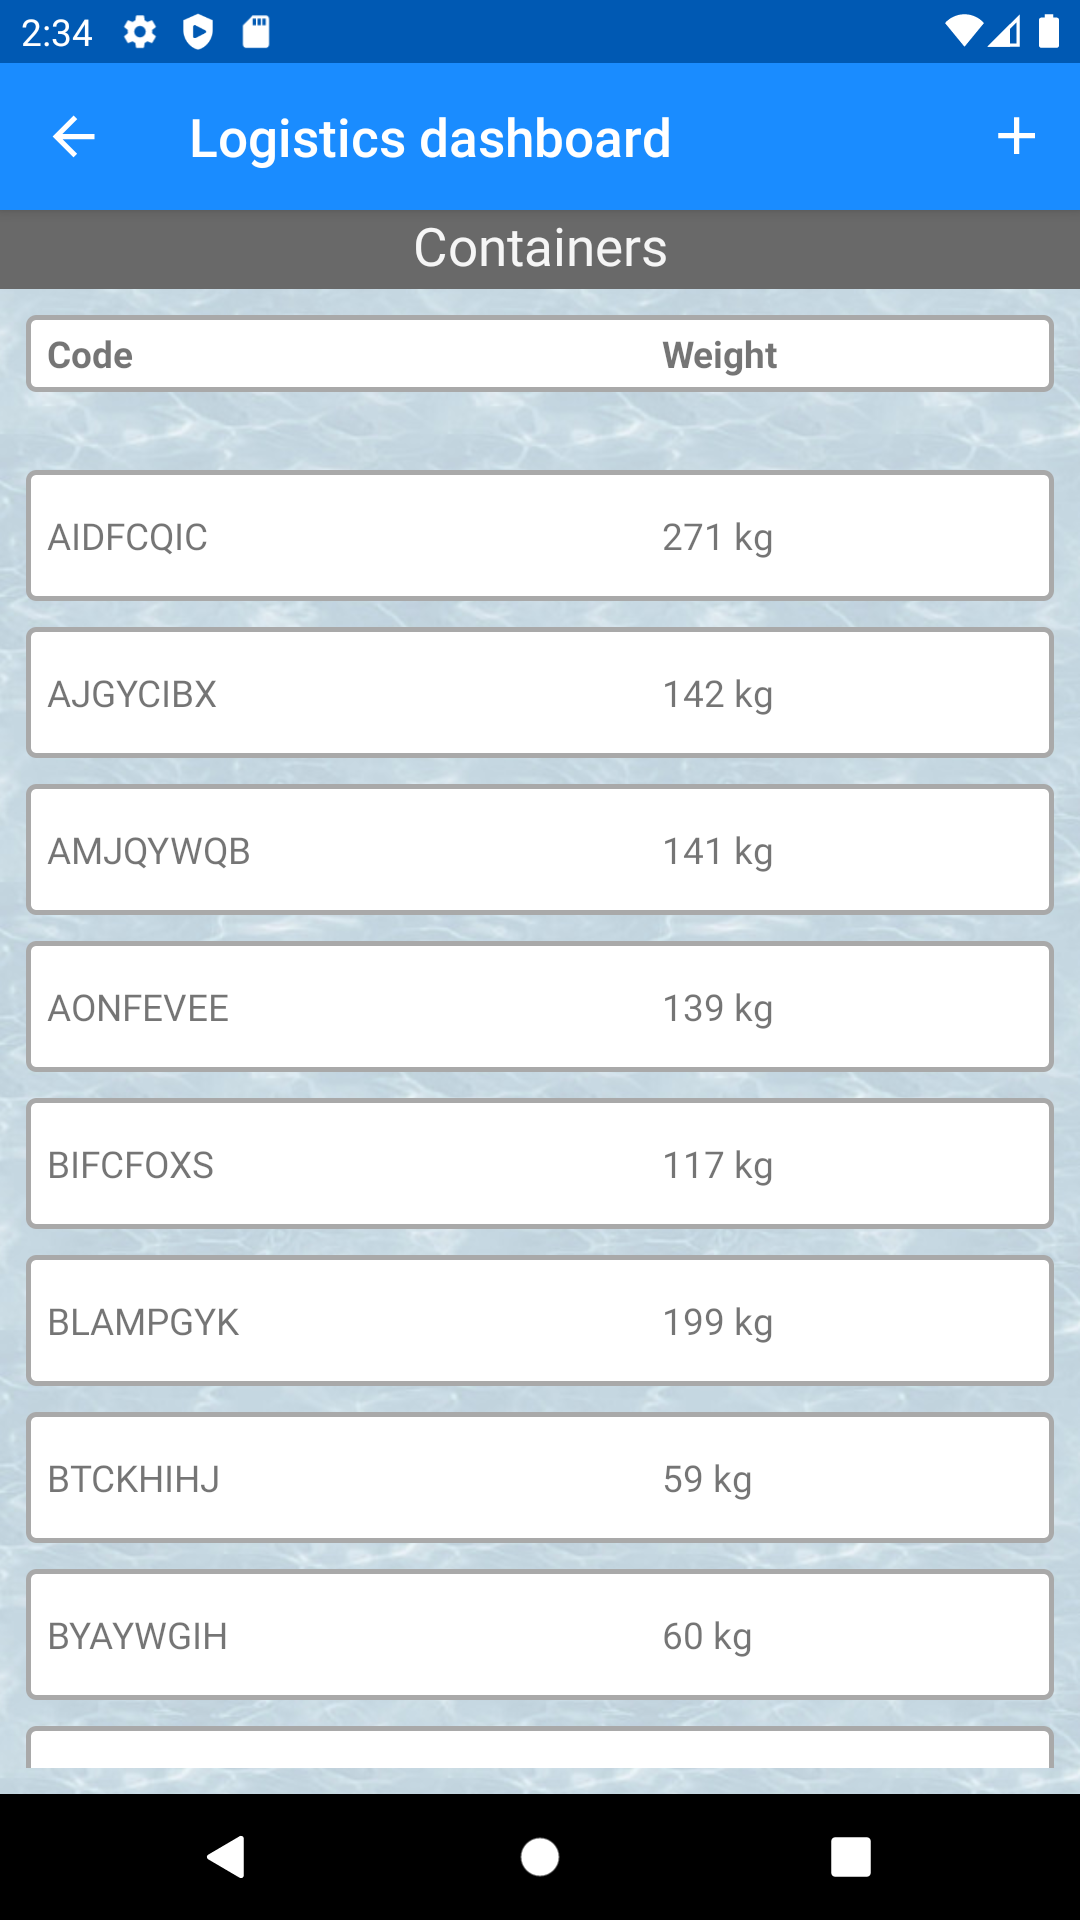 2:34
Logistics dashboard
Containers
Code Weight
AIDFCQIC 271 kg
AJGYCIBX 142 kg
AMJQYWQB 141 kg
AONFEVEE 139 kg
BIFCFOXS 117 kg
BLAMPGYK 199 kg
BTCKHIHJ 59 kg
BYAYWGIH 60 kg